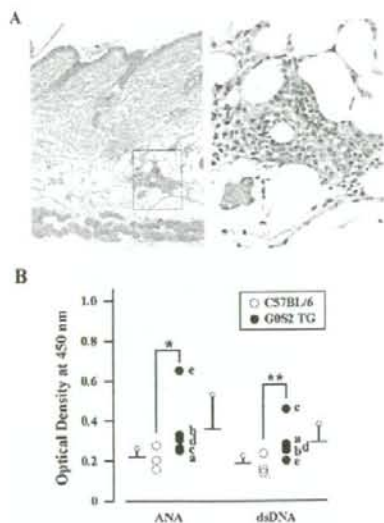 A
B
Optical Density at 450 nm
1.0
0.8
0.6
0.4
0.2
0
C57BL/6
G0S2 TG
*
e
b
d
c
a
**
c
a
d
b
e
ANA
dsDNA